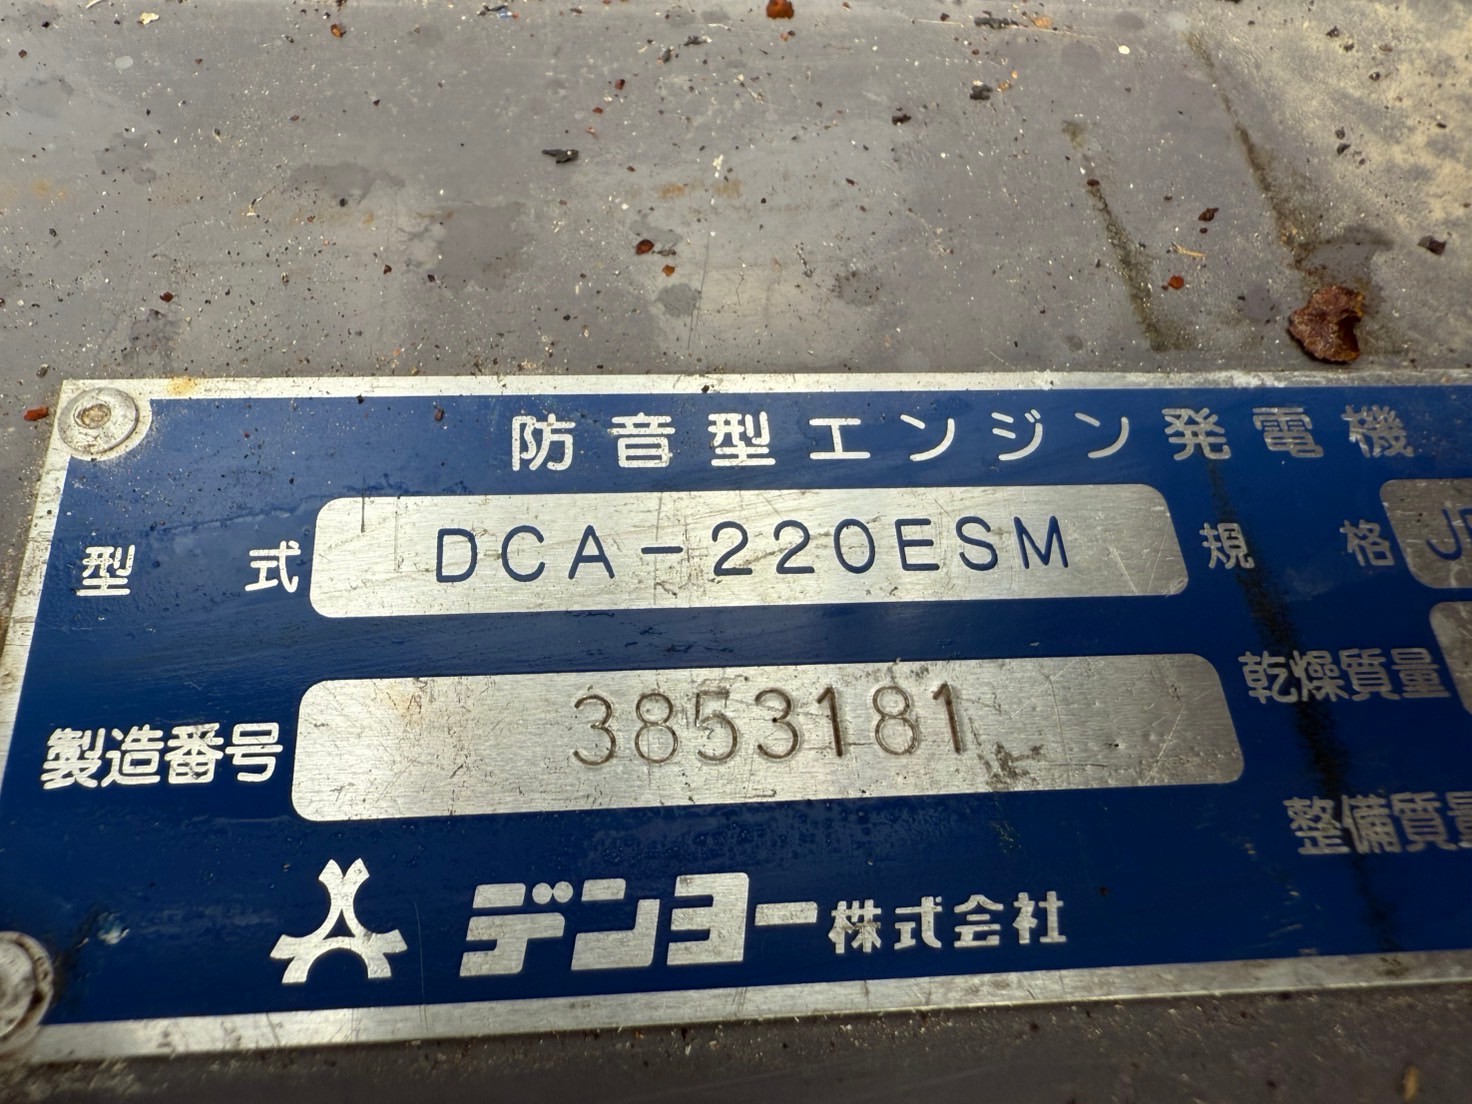 防音型エンジン発電機
型式 DCA-220ESM 規格
製造番号 3853181 乾燥質量
整備質量
デンヨー株式会社